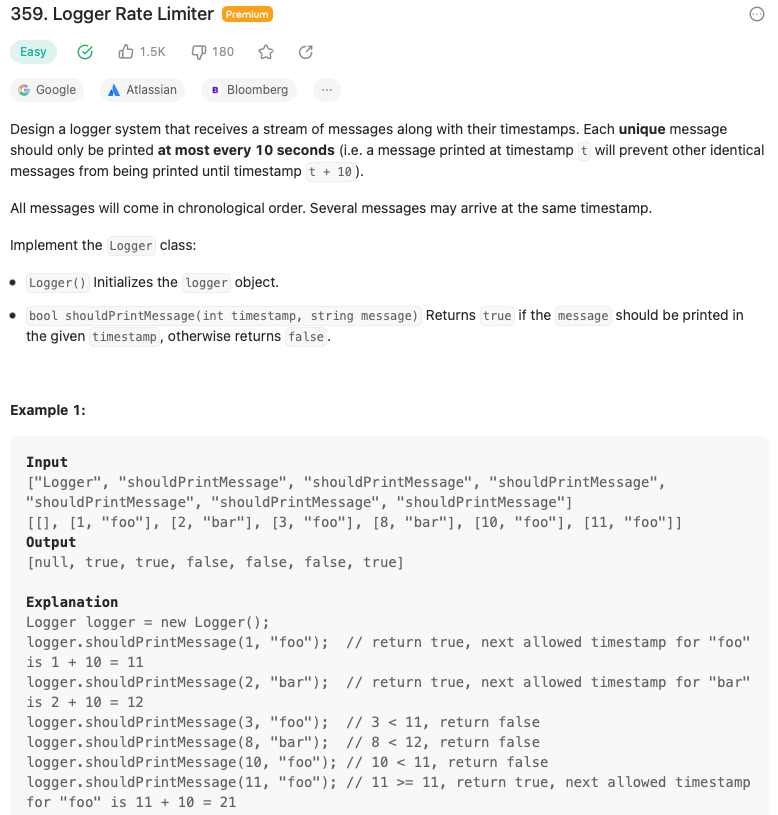 359. Logger Rate Limiter Premium
Easy 1.5K 180
Google Atlassian Bloomberg ...
Design a logger system that receives a stream of messages along with their timestamps. Each unique message
should only be printed at most every 10 seconds (i.e. a message printed at timestamp t will prevent other identical
messages from being printed until timestamp t + 10 ).
All messages will come in chronological order. Several messages may arrive at the same timestamp.
Implement the Logger class:
• Logger() Initializes the logger object.
• bool shouldPrintMessage(int timestamp, string message) Returns true if the message should be printed in
the given timestamp, otherwise returns false.
Example 1:
Input
["Logger", "shouldPrintMessage", "shouldPrintMessage", "shouldPrintMessage",
"shouldPrintMessage", "shouldPrintMessage", "shouldPrintMessage"]
[[], [1, "foo"], [2, "bar"], [3, "foo"], [8, "bar"], [10, "foo"], [11, "foo"]]
Output
[null, true, true, false, false, false, true]
Explanation
Logger logger = new Logger();
logger.shouldPrintMessage(1, "foo");  // return true, next allowed timestamp for "foo"
is 1 + 10 = 11
logger.shouldPrintMessage(2, "bar");  // return true, next allowed timestamp for "bar"
is 2 + 10 = 12
logger.shouldPrintMessage(3, "foo");  // 3 < 11, return false
logger.shouldPrintMessage(8, "bar");  // 8 < 12, return false
logger.shouldPrintMessage(10, "foo"); // 10 < 11, return false
logger.shouldPrintMessage(11, "foo"); // 11 >= 11, return true, next allowed timestamp
for "foo" is 11 + 10 = 21